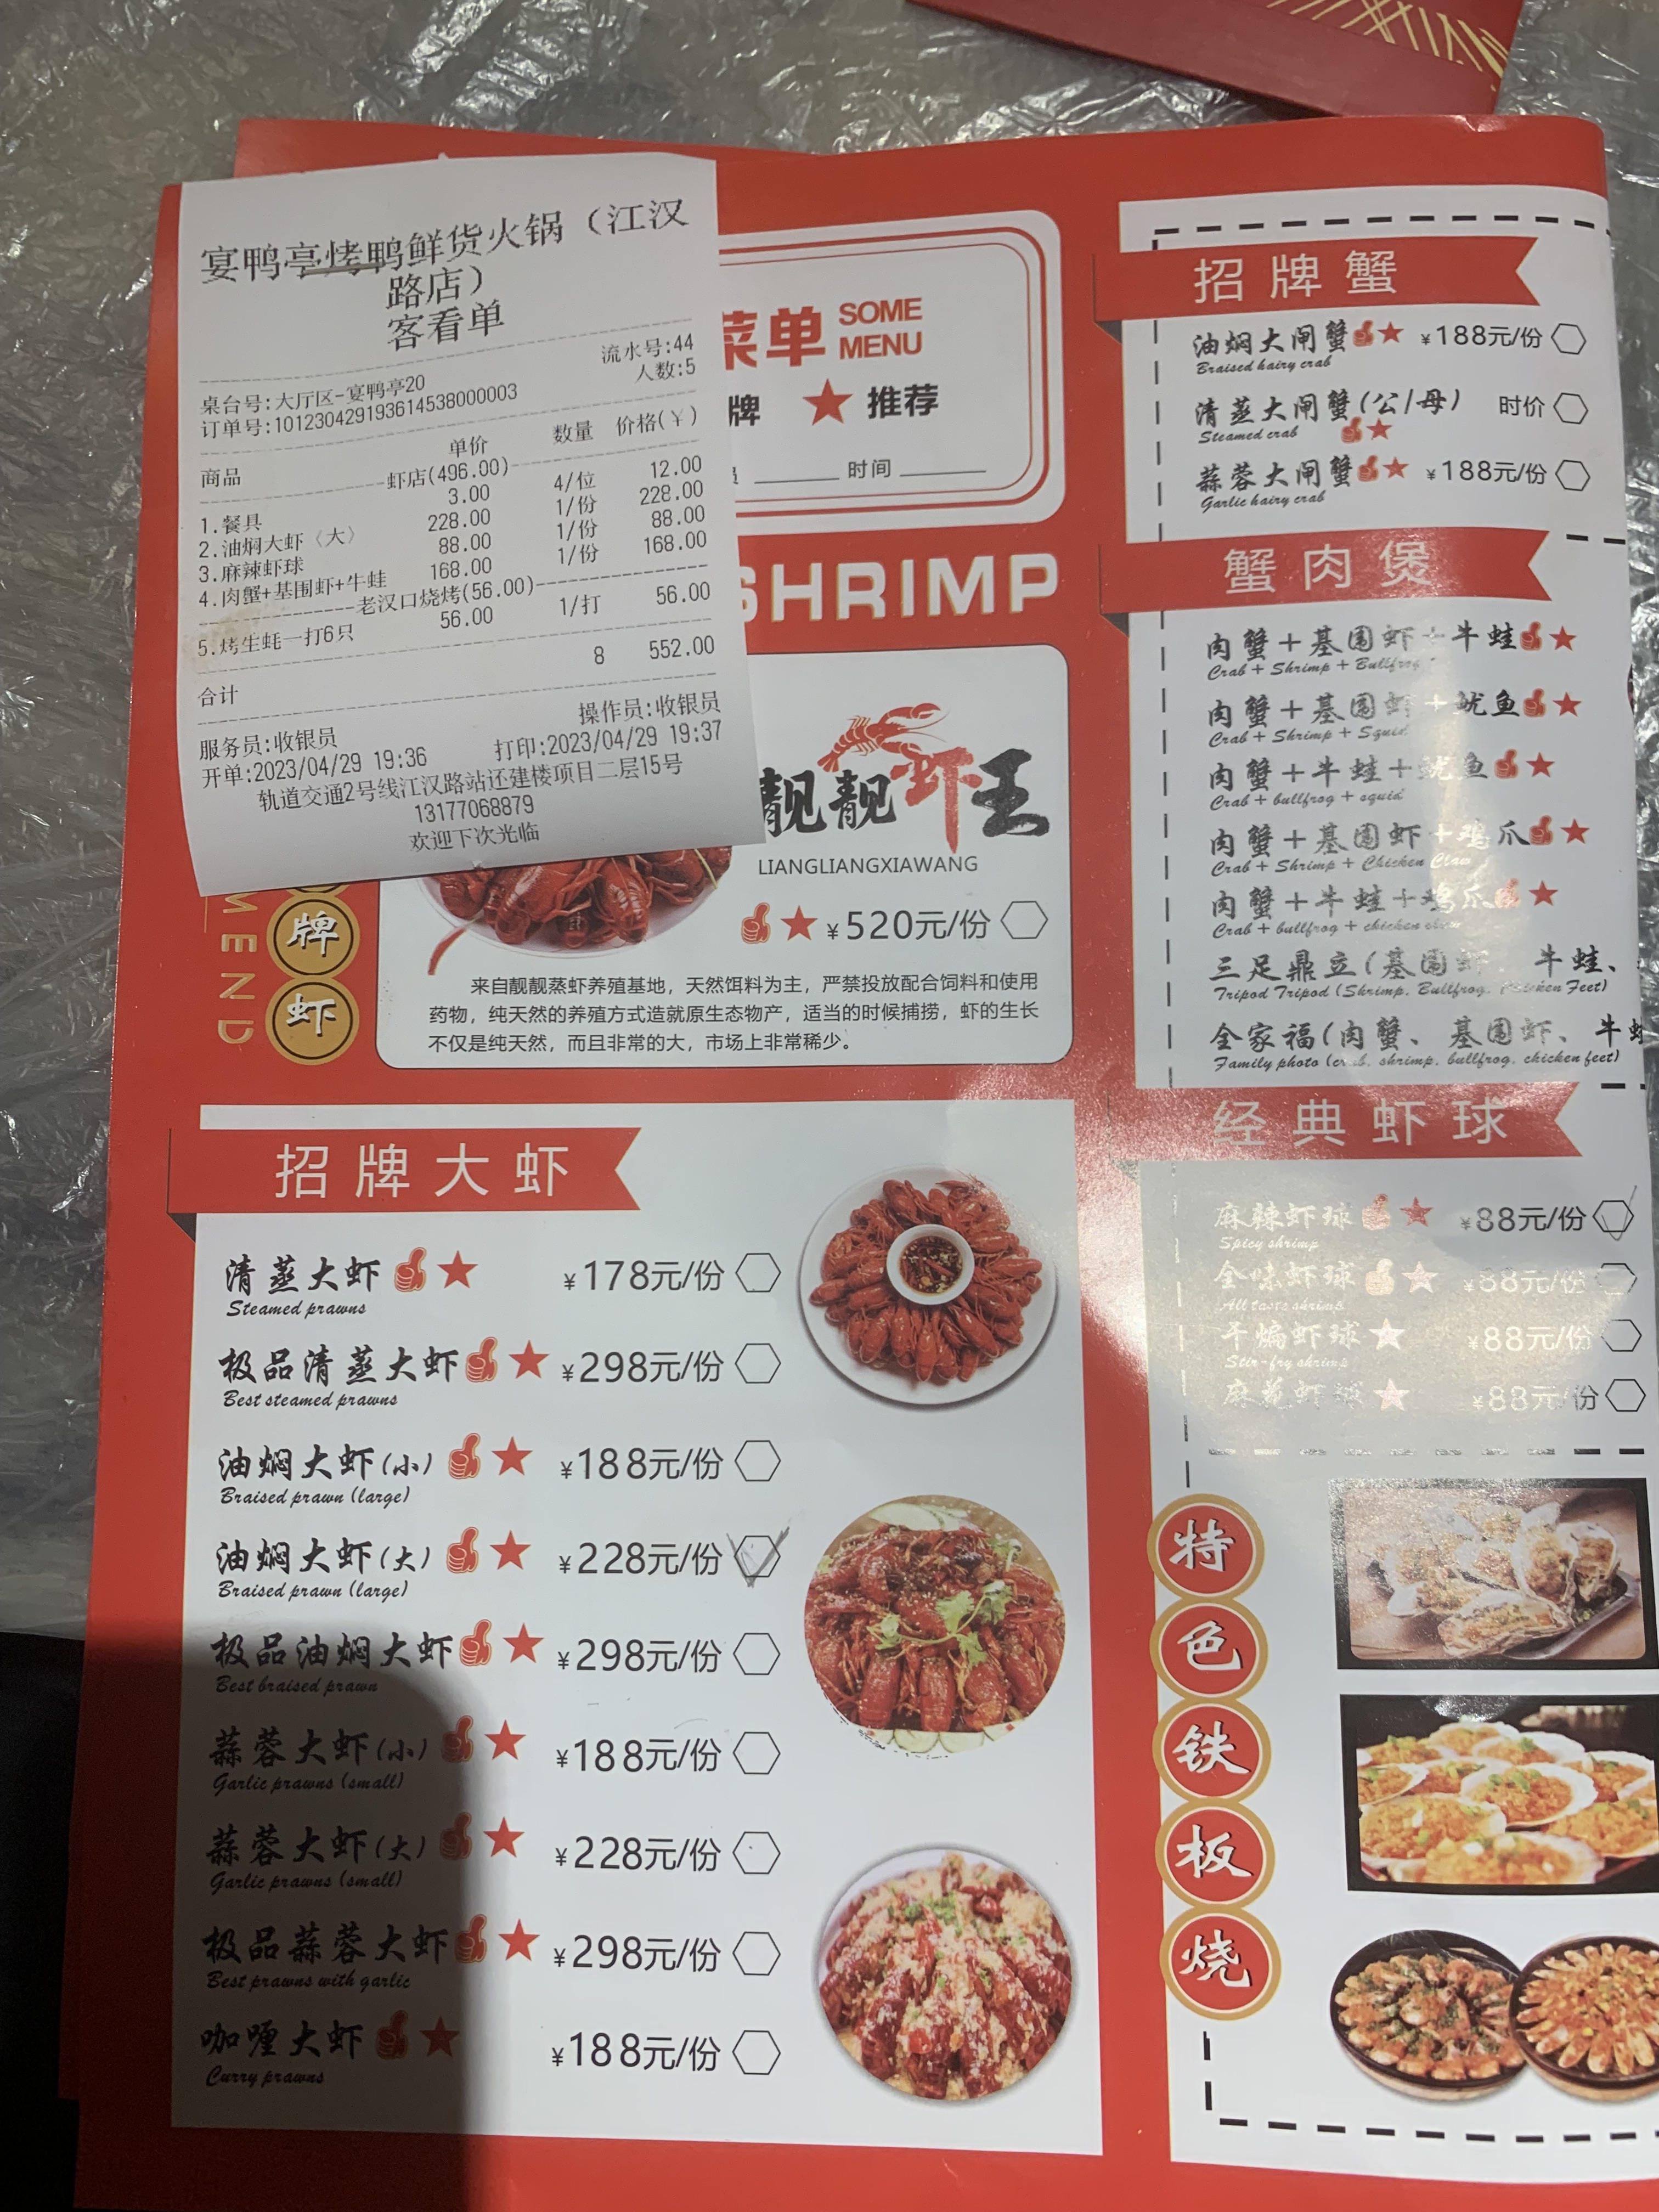 宴鸭亭烤鸭鲜货火锅（江汉
路店）
客看单
流水号:44
桌台号:大厅区-宴鸭亭20 人数:5
订单号:101230429193614538000003
商品 单价 数量 价格(¥)
虾店(496.00)
1.餐具 3.00 4/位 12.00
2.油焖大虾〈大〉 228.00 1/份 228.00
3.麻辣虾球 88.00 1/份 88.00
4.肉蟹+基围虾+牛蛙 168.00 1/份 168.00
老汉口烧烤(56.00)
5.烤生蚝一打6只 56.00 1/打 56.00
合计 8 552.00
服务员:收银员 操作员:收银员
开单:2023/04/29 19:36 打印:2023/04/29 19:37
轨道交通2号线江汉路站还建楼项目二层15号
13177068879
欢迎下次光临
菜单 SOME
MENU
牌 ★ 推荐
时间
SHRIMP
靓靓虾王
LIANGLIANGXIAWANG
★ ¥520元/份
MEND
牌
虾
来自靓靓蒸虾养殖基地，天然饵料为主，严禁投放配合饲料和使用
药物，纯天然的养殖方式造就原生态物产，适当的时候捕捞，虾的生长
不仅是纯天然，而且非常的大，市场上非常稀少。
招牌大虾
清蒸大虾 ★ ¥178元/份
Steamed prawns
极品清蒸大虾 ★ ¥298元/份
Best steamed prawns
油焖大虾(小) ★ ¥188元/份
Braised prawn (large)
油焖大虾(大) ★ ¥228元/份
Braised prawn (large)
极品油焖大虾 ★ ¥298元/份
Best braised prawn
蒜蓉大虾(小) ★ ¥188元/份
Garlic prawns (small)
蒜蓉大虾(大) ★ ¥228元/份
Garlic prawns (small)
极品蒜蓉大虾 ★ ¥298元/份
Best prawns with garlic
咖喱大虾 ★ ¥188元/份
Curry prawns
招牌蟹
油焖大闸蟹 ★ ¥188元/份
Braised hairy crab
清蒸大闸蟹(公/母) 时价
Steamed crab ★
蒜蓉大闸蟹 ★ ¥188元/份
Garlic hairy crab
蟹肉煲
肉蟹+基围虾+牛蛙 ★
Crab + Shrimp + Bullfrog
肉蟹+基围虾+鱿鱼 ★
Crab + Shrimp + Squid
肉蟹+牛蛙+鱿鱼 ★
Crab + bullfrog + squid
肉蟹+基围虾+鸡爪 ★
Crab + Shrimp + Chicken Claw
肉蟹+牛蛙+鸡爪 ★
Crab + bullfrog + chicken claw
三足鼎立(基围虾、牛蛙、
Tripod Tripod (Shrimp, Bullfrog, Chicken Feet)
全家福(肉蟹、基围虾、牛蛙
Family photo (crab, shrimp, bullfrog, chicken feet)
经典虾球
麻辣虾球 ★ ¥88元/份
Spicy shrimp
全味虾球 ★ ¥88元/份
All taste shrimp
干煸虾球 ★ ¥88元/份
Stir-fry shrimp
麻花虾球 ★ ¥88元/份
特
色
铁
板
烧